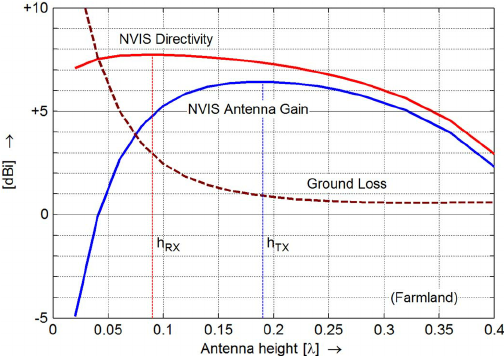 +10
NVIS Directivity
+5
NVIS Antenna Gain
[dBi] →
Ground Loss
0
hRX
hTX
(Farmland)
-5
0 0.05 0.1 0.15 0.2 0.25 0.3 0.35 0.4
Antenna height [λ] →